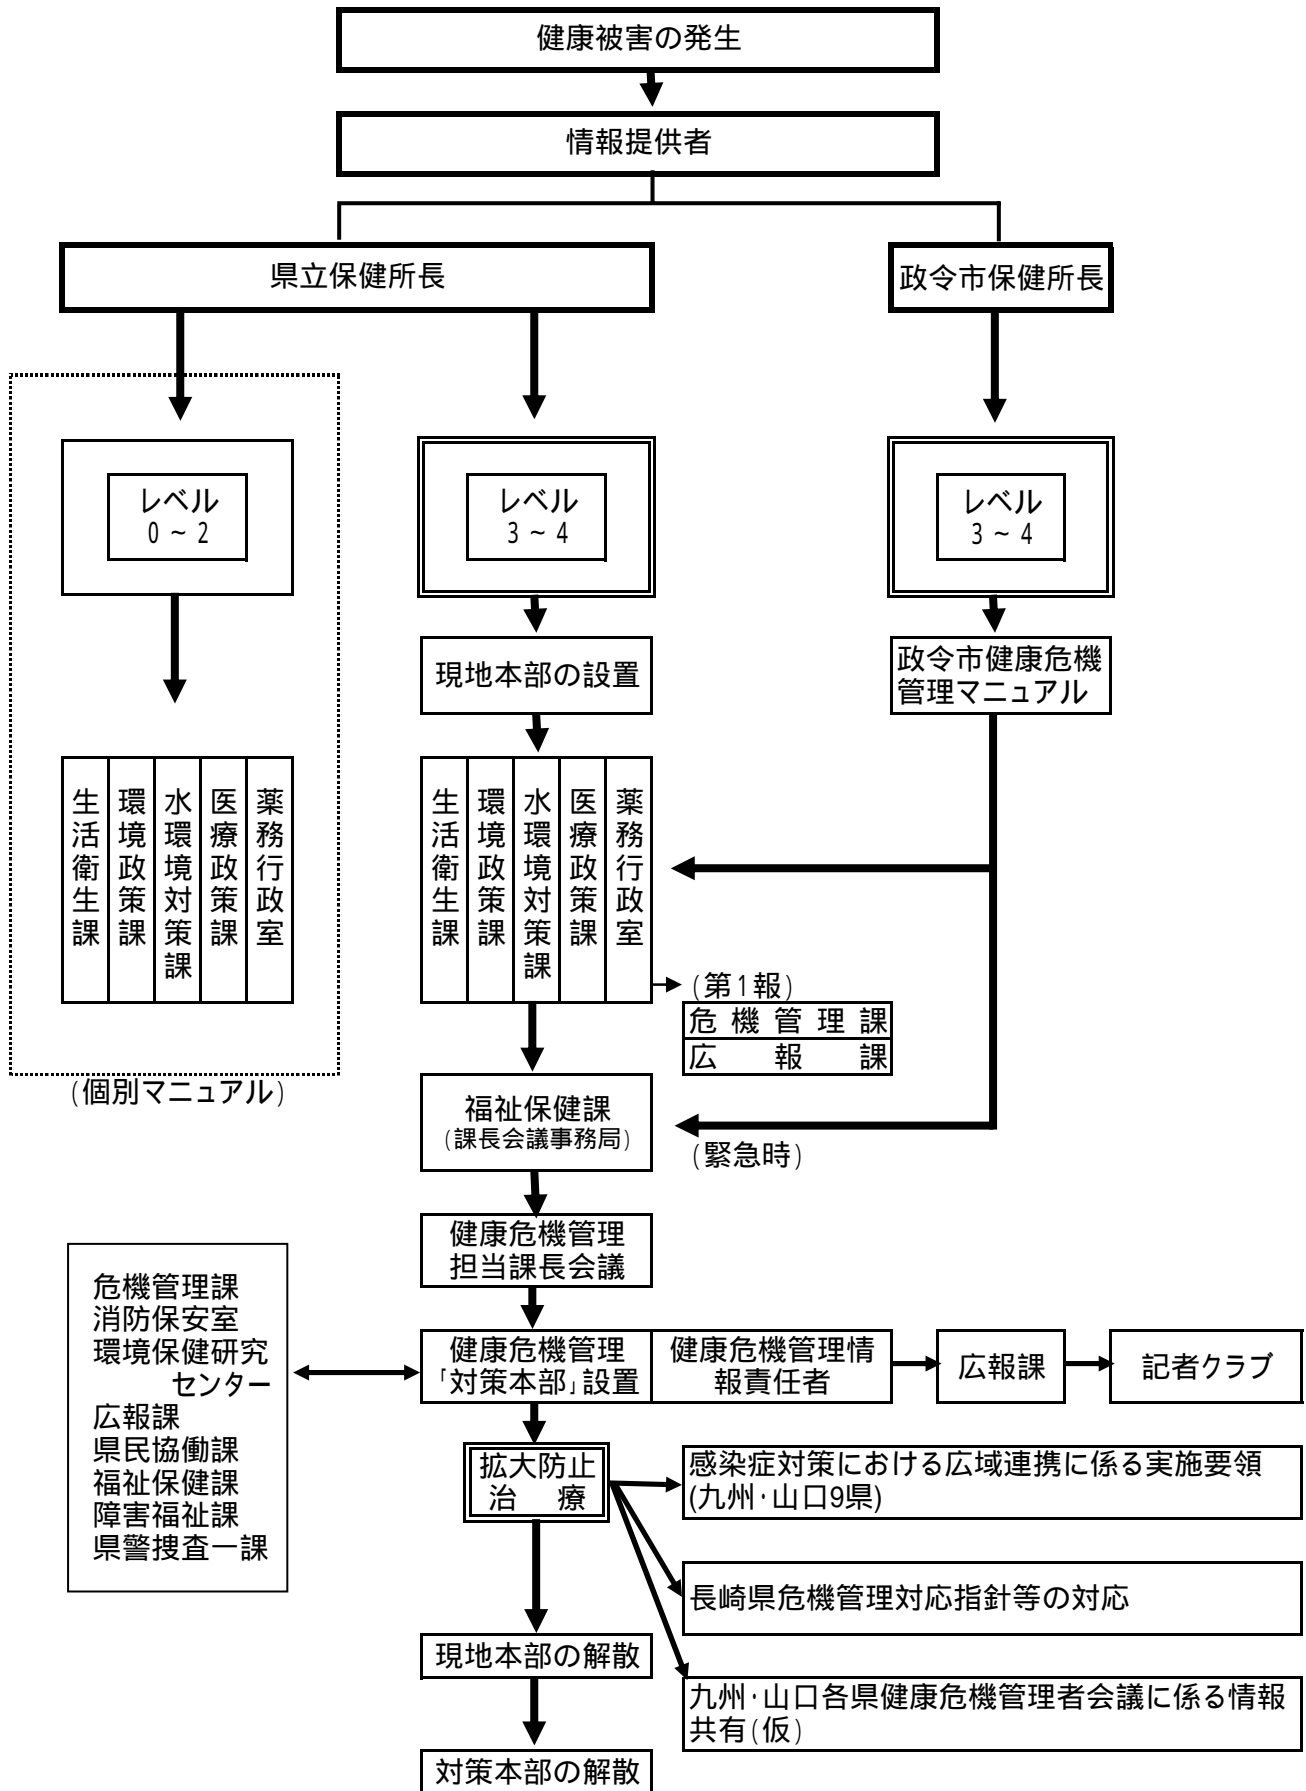 健康被害の発生
情報提供者
県立保健所長
政令市保健所長
レベル
0 ~ 2
レベル
3 ~ 4
レベル
3 ~ 4
現地本部の設置
政令市健康危機
管理マニュアル
生活衛生課
環境政策課
水環境対策課
医療政策課
薬務行政室
生活衛生課
環境政策課
水環境対策課
医療政策課
薬務行政室
(第1報)
危機管理課
広報課
(個別マニュアル)
福祉保健課
(課長会議事務局)
(緊急時)
健康危機管理
担当課長会議
危機管理課
消防保安室
環境保健研究
センター
広報課
県民協働課
福祉保健課
障害福祉課
県警捜査一課
健康危機管理
「対策本部」設置
健康危機管理情
報責任者
広報課
記者クラブ
拡大防止
治 療
感染症対策における広域連携に係る実施要領
(九州・山口9県)
長崎県危機管理対応指針等の対応
現地本部の解散
九州・山口各県健康危機管理者会議に係る情報
共有(仮)
対策本部の解散